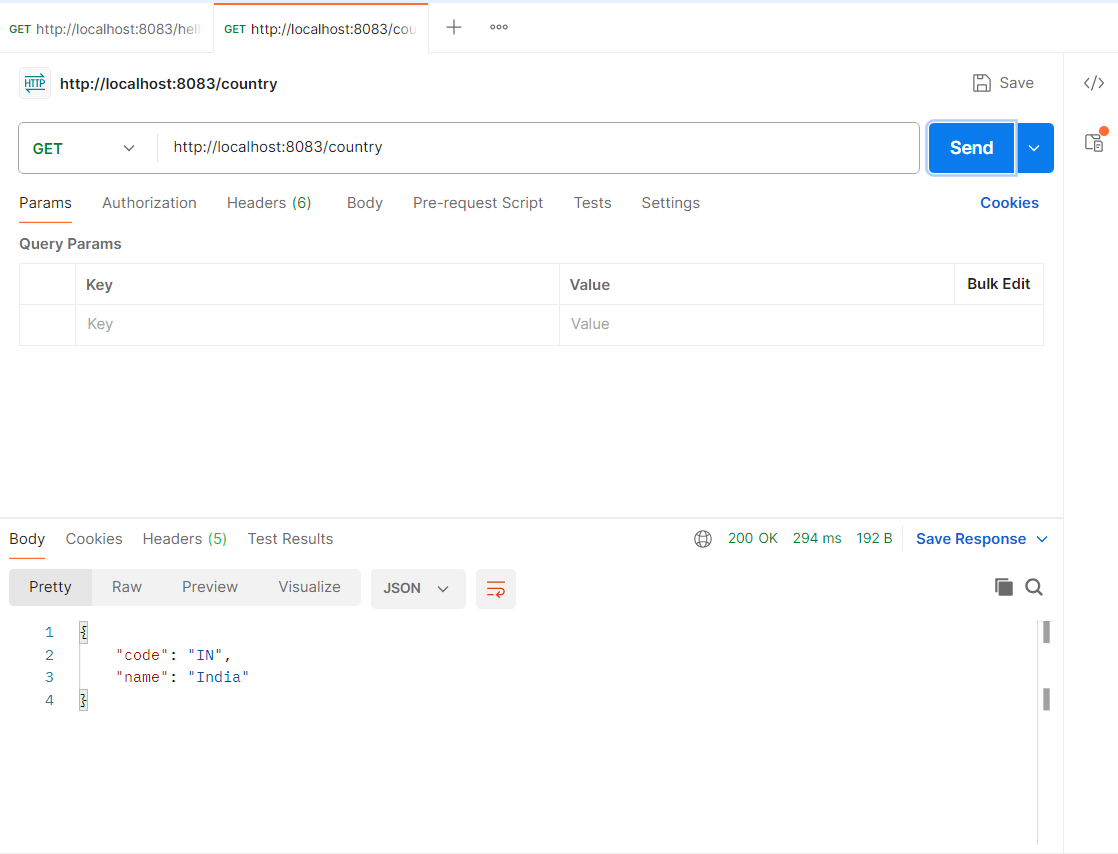 GET http://localhost:8083/hell GET http://localhost:8083/cou
HTTP http://localhost:8083/country Save
GET http://localhost:8083/country Send
Params Authorization Headers (6) Body Pre-request Script Tests Settings Cookies
Query Params
Key Value Bulk Edit
Key Value
Body Cookies Headers (5) Test Results 200 OK 294 ms 192 B Save Response
Pretty Raw Preview Visualize JSON
1 {
2 "code": "IN",
3 "name": "India"
4 }